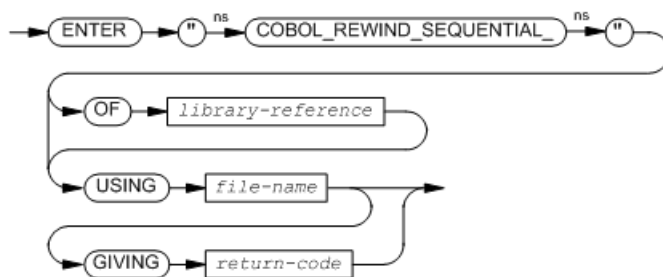 ENTER " ns COBOL_REWIND_SEQUENTIAL_ ns "
OF library-reference
USING file-name
GIVING return-code